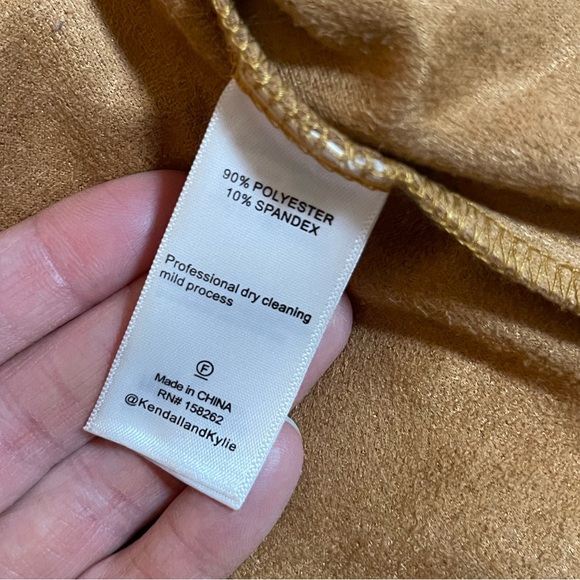 90% POLYESTER
10% SPANDEX
Professional dry cleaning
mild process
F
Made in CHINA
RN# 158262
@KendallandKylie